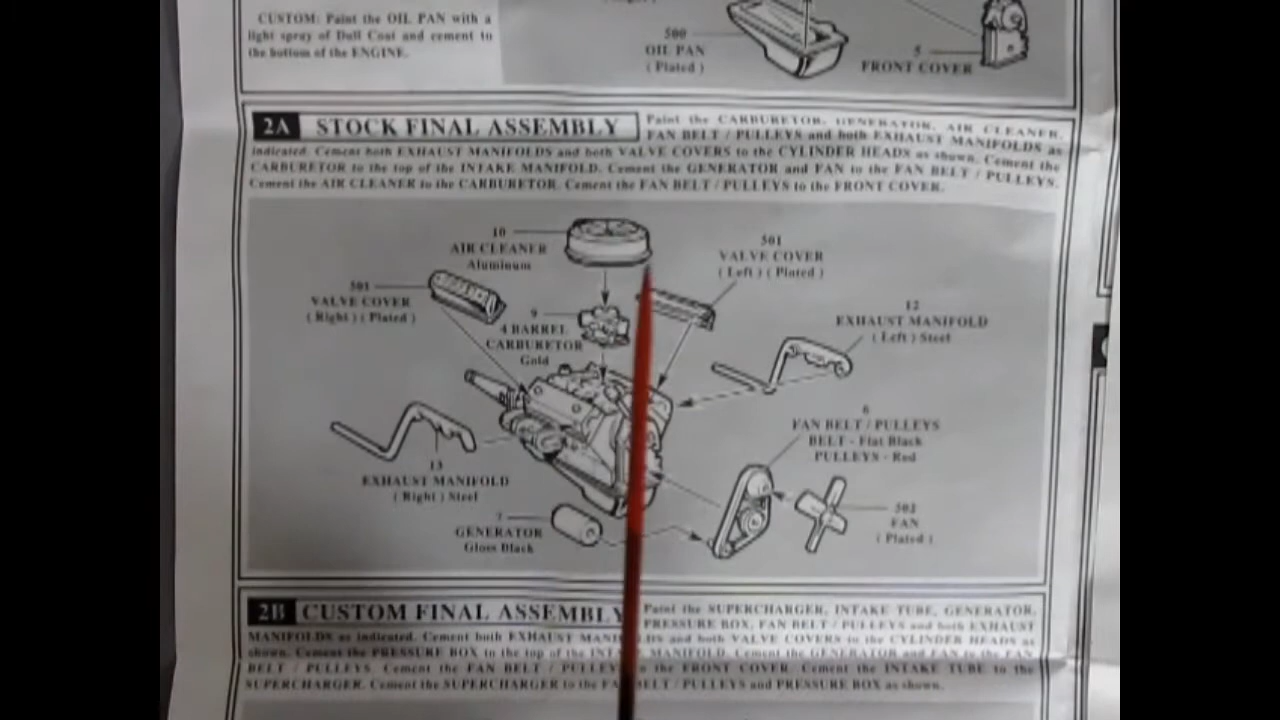 CUSTOM: Paint the OIL PAN with a
light spray of Dull Coat and cement to
the bottom of the ENGINE.
500
OIL PAN
( Plated )
5
FRONT COVER
2A STOCK FINAL ASSEMBLY
Paint the CARBURETOR, GENERATOR, AIR CLEANER,
FAN BELT / PULLEYS and both EXHAUST MANIFOLDS as
indicated. Cement both EXHAUST MANIFOLDS and both VALVE COVERS to the CYLINDER HEADS as shown. Cement the
CARBURETOR to the top of the INTAKE MANIFOLD. Cement the GENERATOR and FAN to the FAN BELT / PULLEYS.
Cement the AIR CLEANER to the CARBURETOR. Cement the FAN BELT / PULLEYS to the FRONT COVER.
10
AIR CLEANER
Aluminum
501
VALVE COVER
( Left ) ( Plated )
501
VALVE COVER
( Right ) ( Plated )
9
4 BARREL
CARBURETOR
Gold
12
EXHAUST MANIFOLD
( Left ) Steel
6
FAN BELT / PULLEYS
BELT - Flat Black
PULLEYS - Red
13
EXHAUST MANIFOLD
( Right ) Steel
7
GENERATOR
Gloss Black
502
FAN
( Plated )
2B CUSTOM FINAL ASSEMBLY
Paint the SUPERCHARGER, INTAKE TUBE, GENERATOR,
PRESSURE BOX, FAN BELT / PULLEYS and both EXHAUST
MANIFOLDS as indicated. Cement both EXHAUST MANI DS and both VALVE COVERS to the CYLINDER HEADS as
shown. Cement the PRESSURE BOX to the top of the INT MANIFOLD. Cement the GENERATOR and FAN to the FAN
BELT / PULLEYS. Cement the FAN BELT / PULLEY the FRONT COVER. Cement the INTAKE TUBE to the
SUPERCHARGER. Cement the SUPERCHARGER to the FA BELT / PULLEYS and PRESSURE BOX as shown.